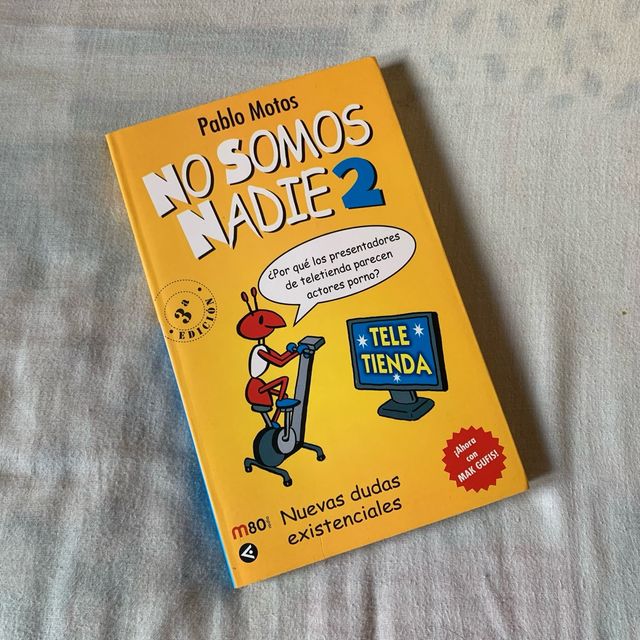 Pablo Motos
NO SOMOS
NADIE 2
¿Por qué los presentadores
de teletienda parecen
actores porno?
3ª
EDICIÓN
TELE
TIENDA
¡Ahora
con
MAK GUFIS!
m80
Nuevas dudas
existenciales